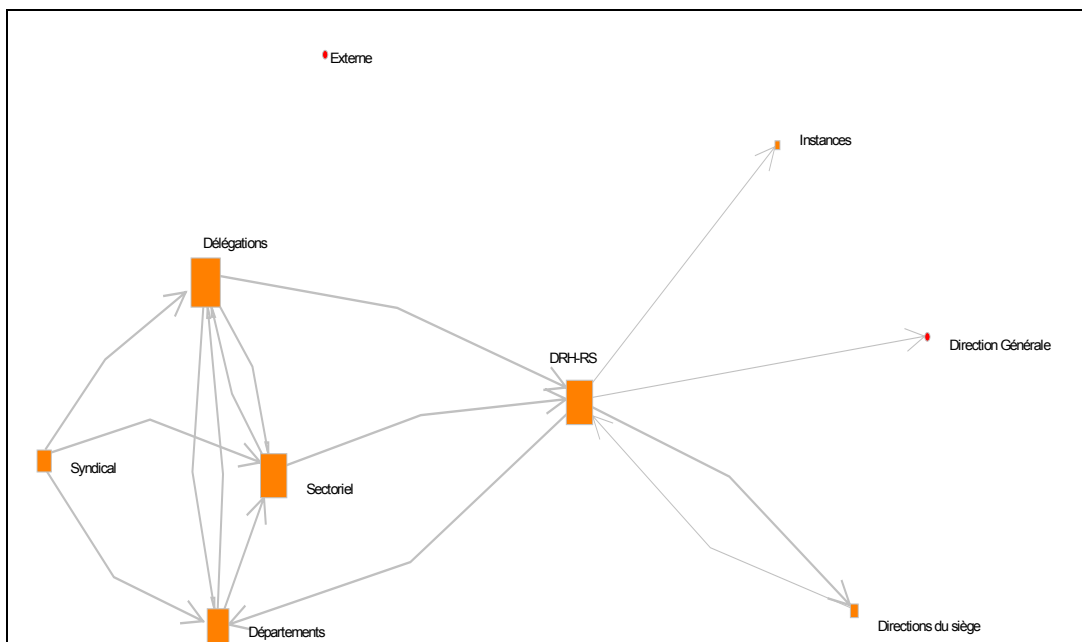 Externe
Instances
Délégations
Direction Générale
DRH-RS
Syndical
Sectoriel
Départements
Directions du siège